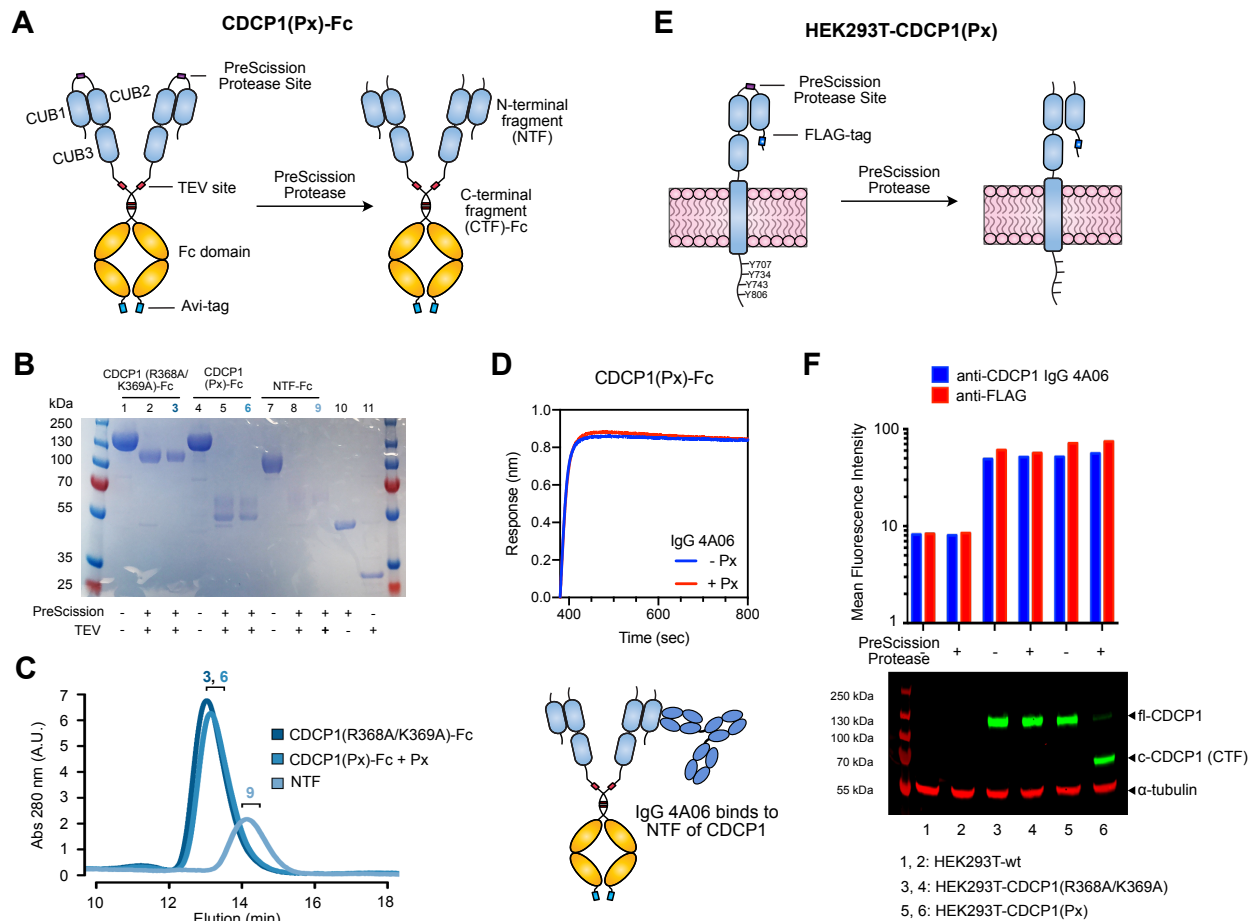 A
CDCP1(Px)-Fc
PreScission
Protease Site
CUB1
CUB2
CUB3
N-terminal
fragment
(NTF)
TEV site
PreScission
Protease
C-terminal
fragment
(CTF)-Fc
Fc domain
Avi-tag
E
HEK293T-CDCP1(Px)
PreScission
Protease Site
FLAG-tag
PreScission
Protease
Y707
Y734
Y743
Y806
B
CDCP1 (R368A/
K369A)-Fc
CDCP1
(Px)-Fc
NTF-Fc
kDa
1 2 3 4 5 6 7 8 9 10 11
250
130
100
70
55
35
25
PreScission - + + - + + - + + + -
TEV - + + - + + - + + - +
C
3, 6
9
7
6
5
4
3
2
1
0
Abs 280 nm (A.U.)
CDCP1(R368A/K369A)-Fc
CDCP1(Px)-Fc + Px
NTF
10 12 14 16 18
Elution (min)
D
CDCP1(Px)-Fc
1.0
0.8
0.6
0.4
0.2
0.0
Response (nm)
IgG 4A06
- Px
+ Px
400 600 800
Time (sec)
IgG 4A06 binds to
NTF of CDCP1
F
anti-CDCP1 IgG 4A06
anti-FLAG
100
10
1
Mean Fluorescence Intensity
PreScission
Protease
- + - + - +
250 kDa
130 kDa
100 kDa
70 kDa
55 kDa
fl-CDCP1
c-CDCP1 (CTF)
α-tubulin
1 2 3 4 5 6
1, 2: HEK293T-wt
3, 4: HEK293T-CDCP1(R368A/K369A)
5, 6: HEK293T-CDCP1(Px)